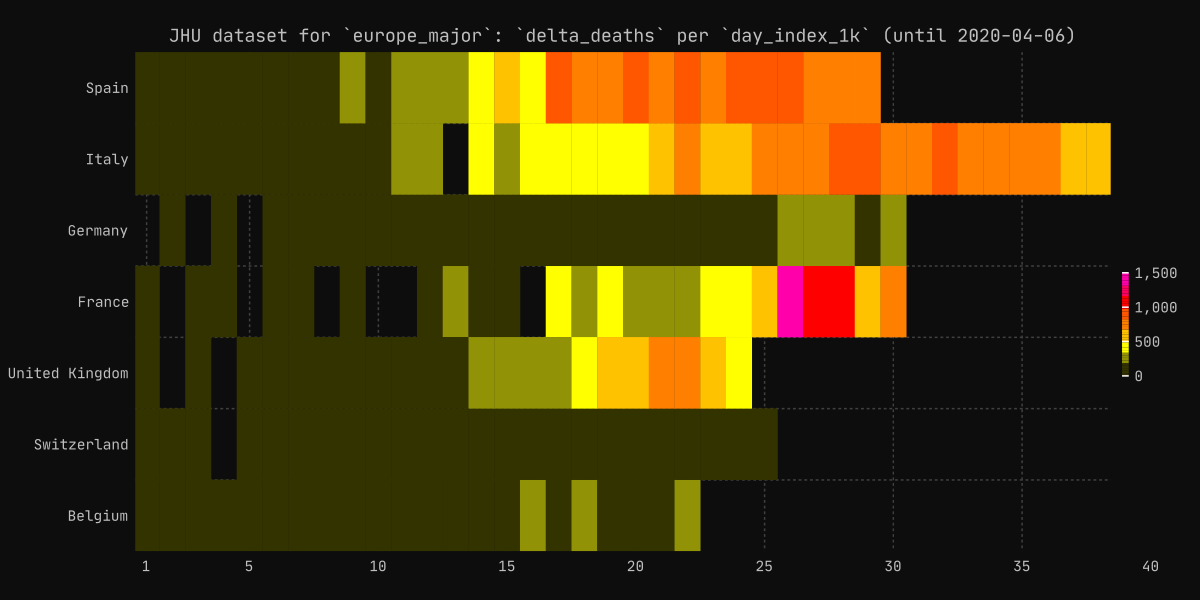 JHU dataset for `europe_major`: `delta_deaths` per `day_index_1k` (until 2020-04-06)
Spain
Italy
Germany
France
United Kingdom
Switzerland
Belgium
1,500
1,000
500
0
1 5 10 15 20 25 30 35 40